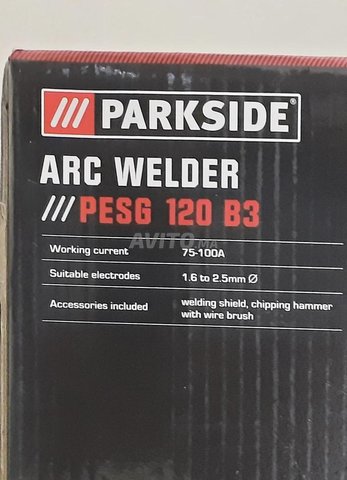 /// PARKSIDE®
ARC WELDER
/// PESG 120 B3
AVITO.MA
Working current 75-100A
Suitable electrodes 1.6 to 2.5mm Ø
Accessories included welding shield, chipping hammer
with wire brush